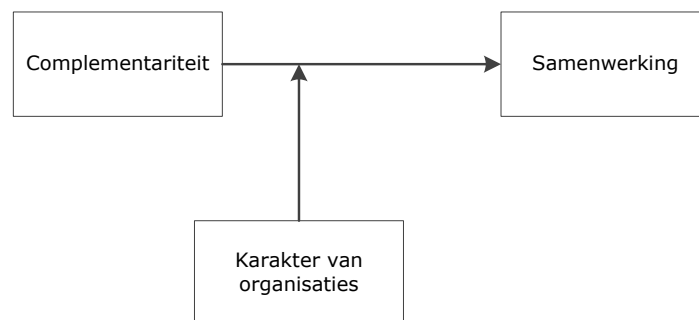 Complementariteit
Samenwerking
Karakter van
organisaties